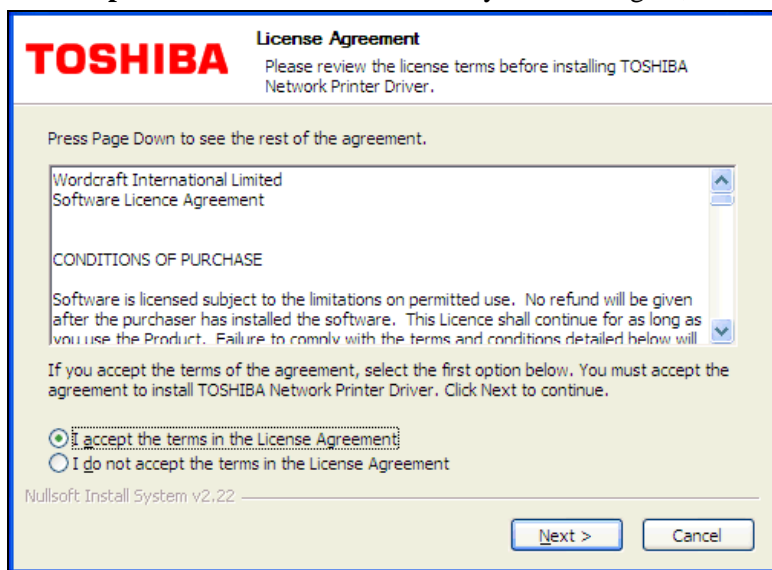 License Agreement
TOSHIBA
Please review the license terms before installing TOSHIBA
Network Printer Driver.
Press Page Down to see the rest of the agreement.
Wordcraft International Limited
Software Licence Agreement
CONDITIONS OF PURCHASE
Software is licensed subject to the limitations on permitted use. No refund will be given
after the purchaser has installed the software. This Licence shall continue for as long as
you use the Product. Failure to comply with the terms and conditions detailed below will
If you accept the terms of the agreement, select the first option below. You must accept the
agreement to install TOSHIBA Network Printer Driver. Click Next to continue.
I accept the terms in the License Agreement
I do not accept the terms in the License Agreement
Nullsoft Install System v2.22
Next >
Cancel